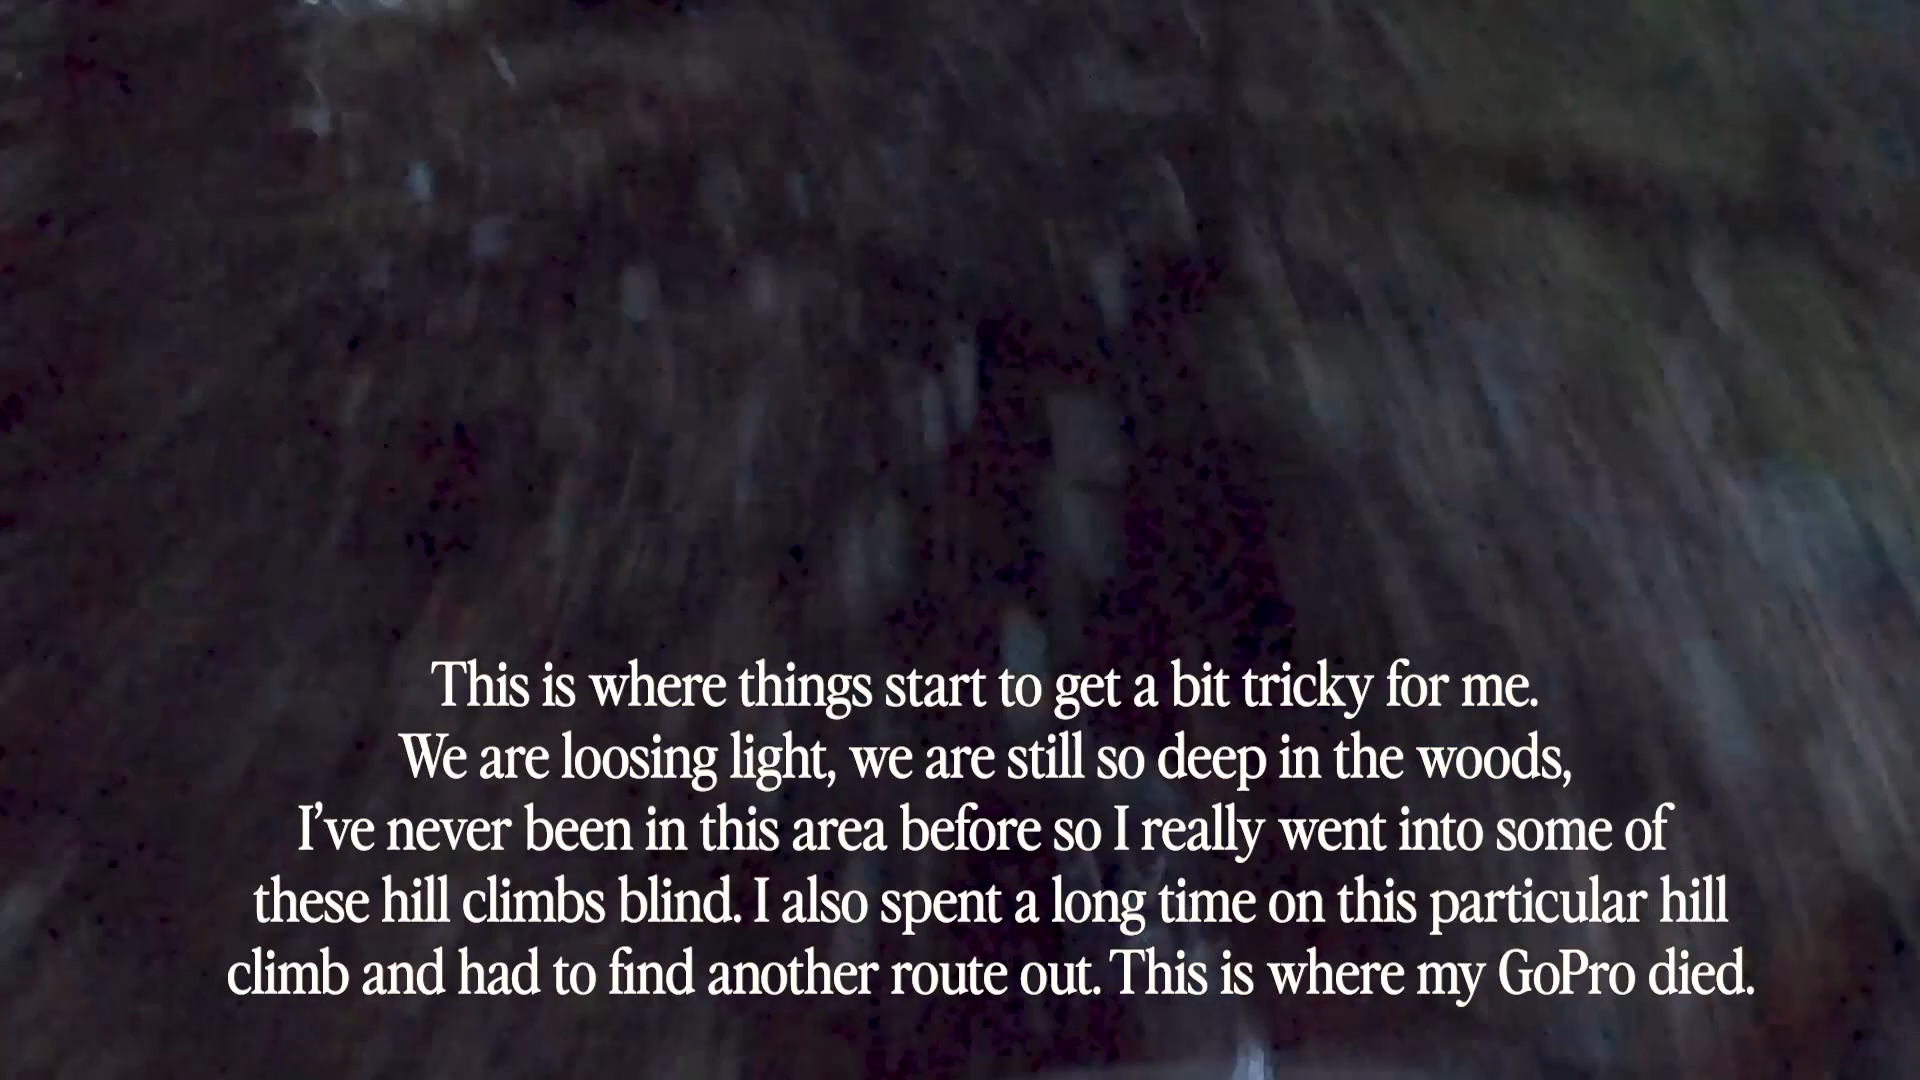 This is where things start to get a bit tricky for me.
We are loosing light, we are still so deep in the woods,
I've never been in this area before so I really went into some of
these hill climbs blind. I also spent a long time on this particular hill
climb and had to find another route out. This is where my GoPro died.